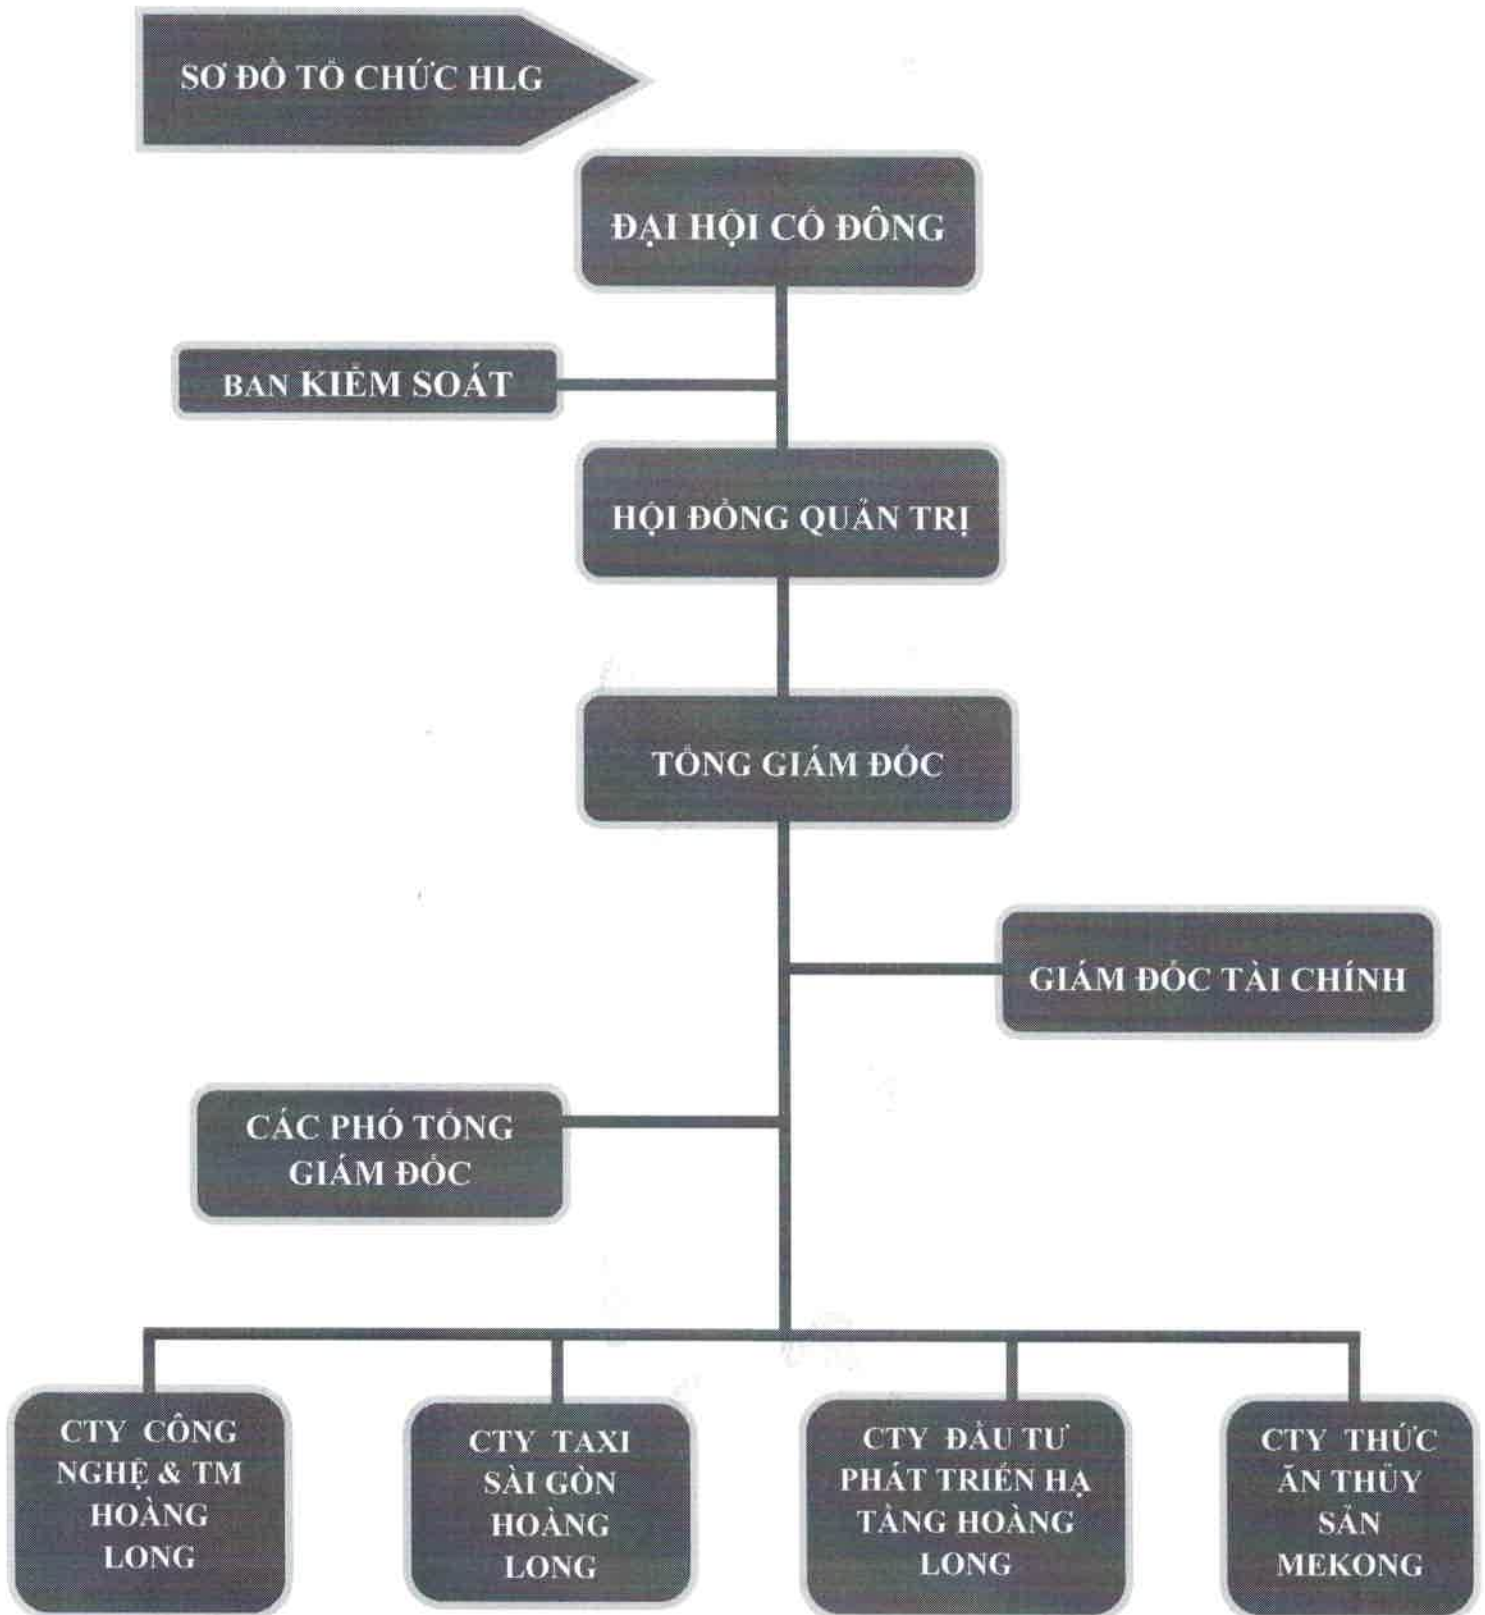 SƠ ĐỒ TỔ CHỨC HLG
ĐẠI HỘI CỔ ĐÔNG
BAN KIỂM SOÁT
HỘI ĐỒNG QUẢN TRỊ
TỔNG GIÁM ĐỐC
GIÁM ĐỐC TÀI CHÍNH
CÁC PHÓ TỔNG
GIÁM ĐỐC
CTY CÔNG
NGHỆ & TM
HOÀNG
LONG
CTY TAXI
SÀI GÒN
HOÀNG
LONG
CTY ĐẦU TƯ
PHÁT TRIỂN HẠ
TẦNG HOÀNG
LONG
CTY THỨC
ĂN THỦY
SẢN
MEKONG